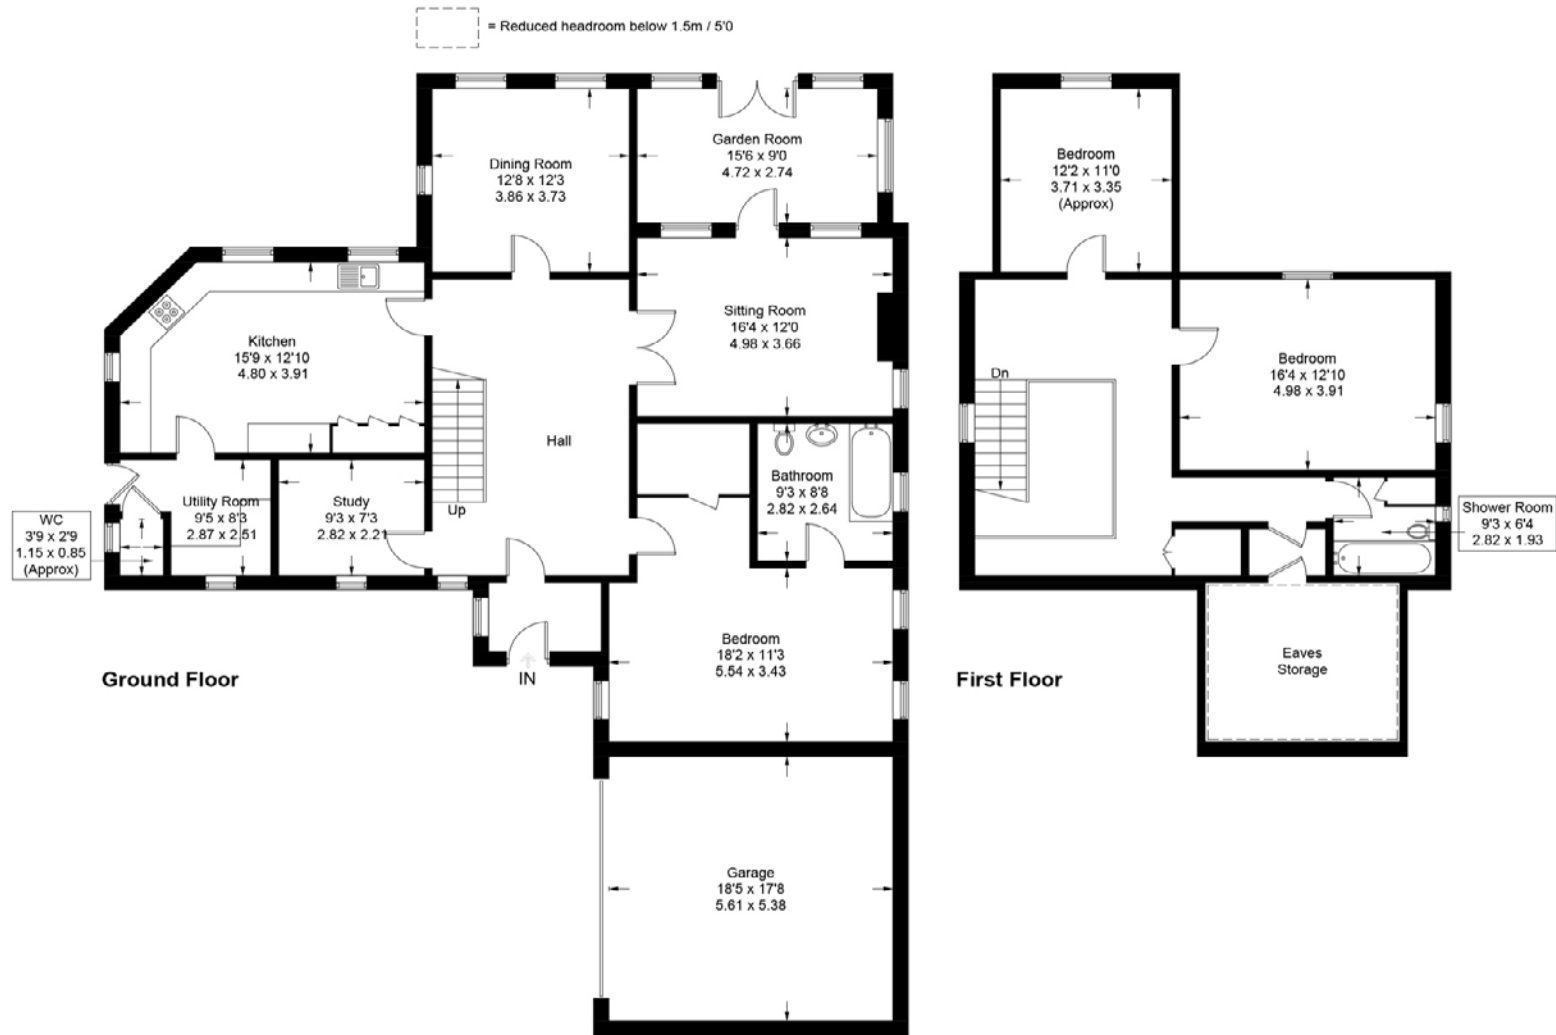 = Reduced headroom below 1.5m / 5'0
Dining Room
12'8 x 12'3
3.86 x 3.73
Garden Room
15'6 x 9'0
4.72 x 2.74
Kitchen
15'9 x 12'10
4.80 x 3.91
Sitting Room
16'4 x 12'0
4.98 x 3.66
Hall
Up
Utility Room
9'5 x 8'3
2.87 x 2.51
Study
9'3 x 7'3
2.82 x 2.21
Bathroom
9'3 x 8'8
2.82 x 2.64
WC
3'9 x 2'9
1.15 x 0.85
(Approx)
IN
Bedroom
18'2 x 11'3
5.54 x 3.43
Ground Floor
Garage
18'5 x 17'8
5.61 x 5.38
Bedroom
12'2 x 11'0
3.71 x 3.35
(Approx)
Bedroom
16'4 x 12'10
4.98 x 3.91
Dn
Shower Room
9'3 x 6'4
2.82 x 1.93
Eaves
Storage
First Floor